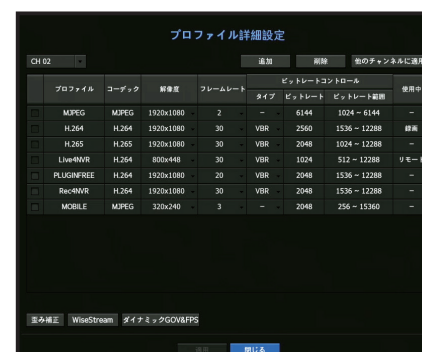 プロファイル詳細設定
CH 02
追加 削除 他のチャンネルに適用
プロファイル コーデック 解像度 フレームレート ビットレートコントロール 使用中
タイプ ビットレート ビットレート範囲
MJPEG MJPEG 1920x1080 2 - 6144 1024 ~ 6144 -
H.264 H.264 1920x1080 30 VBR 2560 1536 ~ 12288 録画
H.265 H.265 1920x1080 30 VBR 2048 1024 ~ 12288 -
Live4NVR H.264 800x448 30 VBR 1024 512 ~ 12288 リモート
PLUGINFREE H.264 1920x1080 20 VBR 2048 1536 ~ 12288 -
Rec4NVR H.264 1920x1080 30 VBR 2048 1536 ~ 12288 -
MOBILE MJPEG 320x240 3 - 2048 256 ~ 15360 -
歪み補正 WiseStream ダイナミックGOV&FPS
適用 閉じる